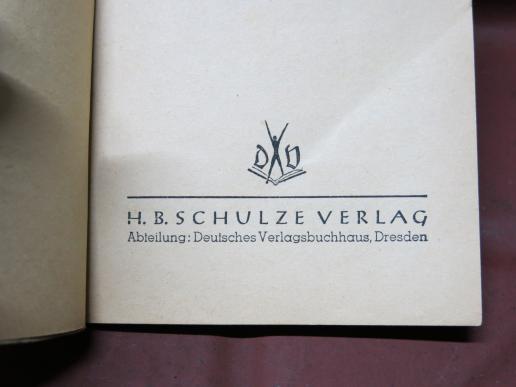 D V
H. B. SCHULZE VERLAG
Abteilung: Deutsches Verlagsbuchhaus, Dresden